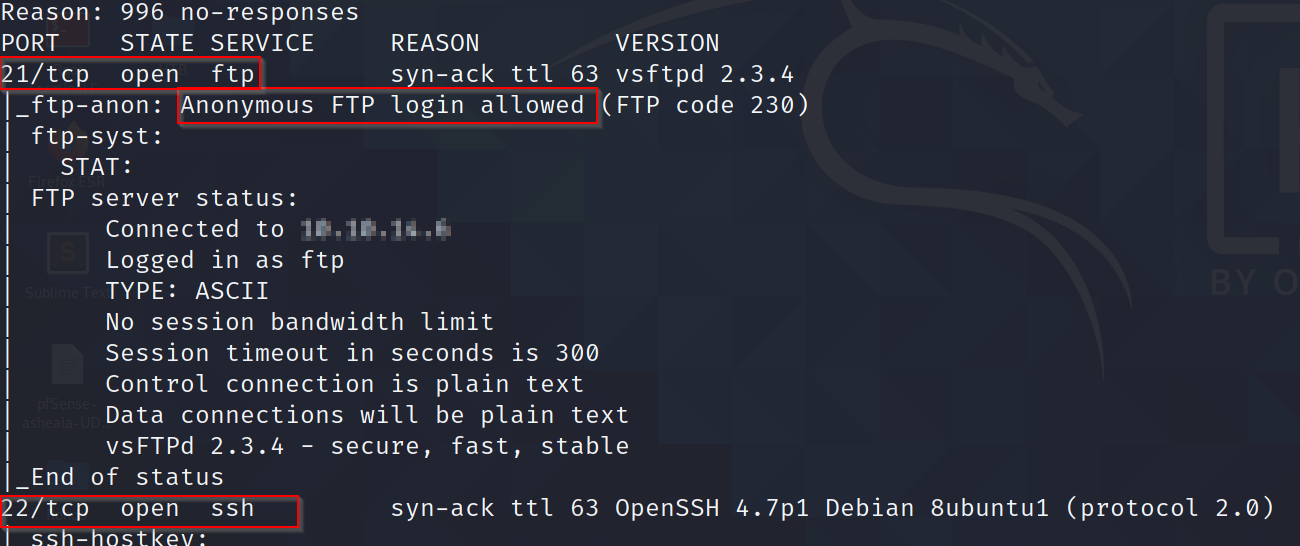 Reason: 996 no-responses
PORT     STATE SERVICE     REASON         VERSION
21/tcp  open  ftp         syn-ack ttl 63 vsftpd 2.3.4
|_ftp-anon: Anonymous FTP login allowed (FTP code 230)
| ftp-syst:
|   STAT:
| FTP server status:
|      Connected to
|      Logged in as ftp
|      TYPE: ASCII
|      No session bandwidth limit
|      Session timeout in seconds is 300
|      Control connection is plain text
|      Data connections will be plain text
|      vsFTPd 2.3.4 - secure, fast, stable
|_End of status
22/tcp  open  ssh         syn-ack ttl 63 OpenSSH 4.7p1 Debian 8ubuntu1 (protocol 2.0)
| ssh-hostkey:
Sublime Text
pfSense-
asheala-UD
BY O